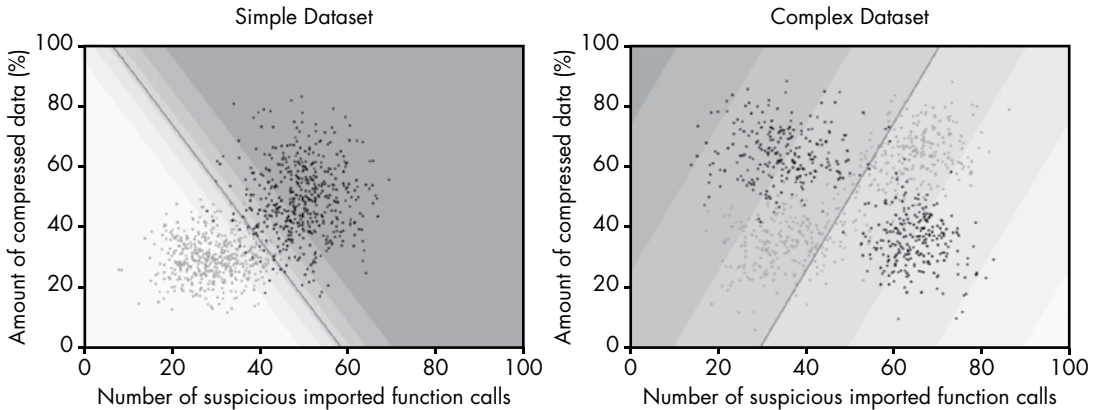 Simple Dataset
Amount of compressed data (%)
100
80
60
40
20
0
0 20 40 60 80 100
Number of suspicious imported function calls
Complex Dataset
Amount of compressed data (%)
100
80
60
40
20
0
0 20 40 60 80 100
Number of suspicious imported function calls